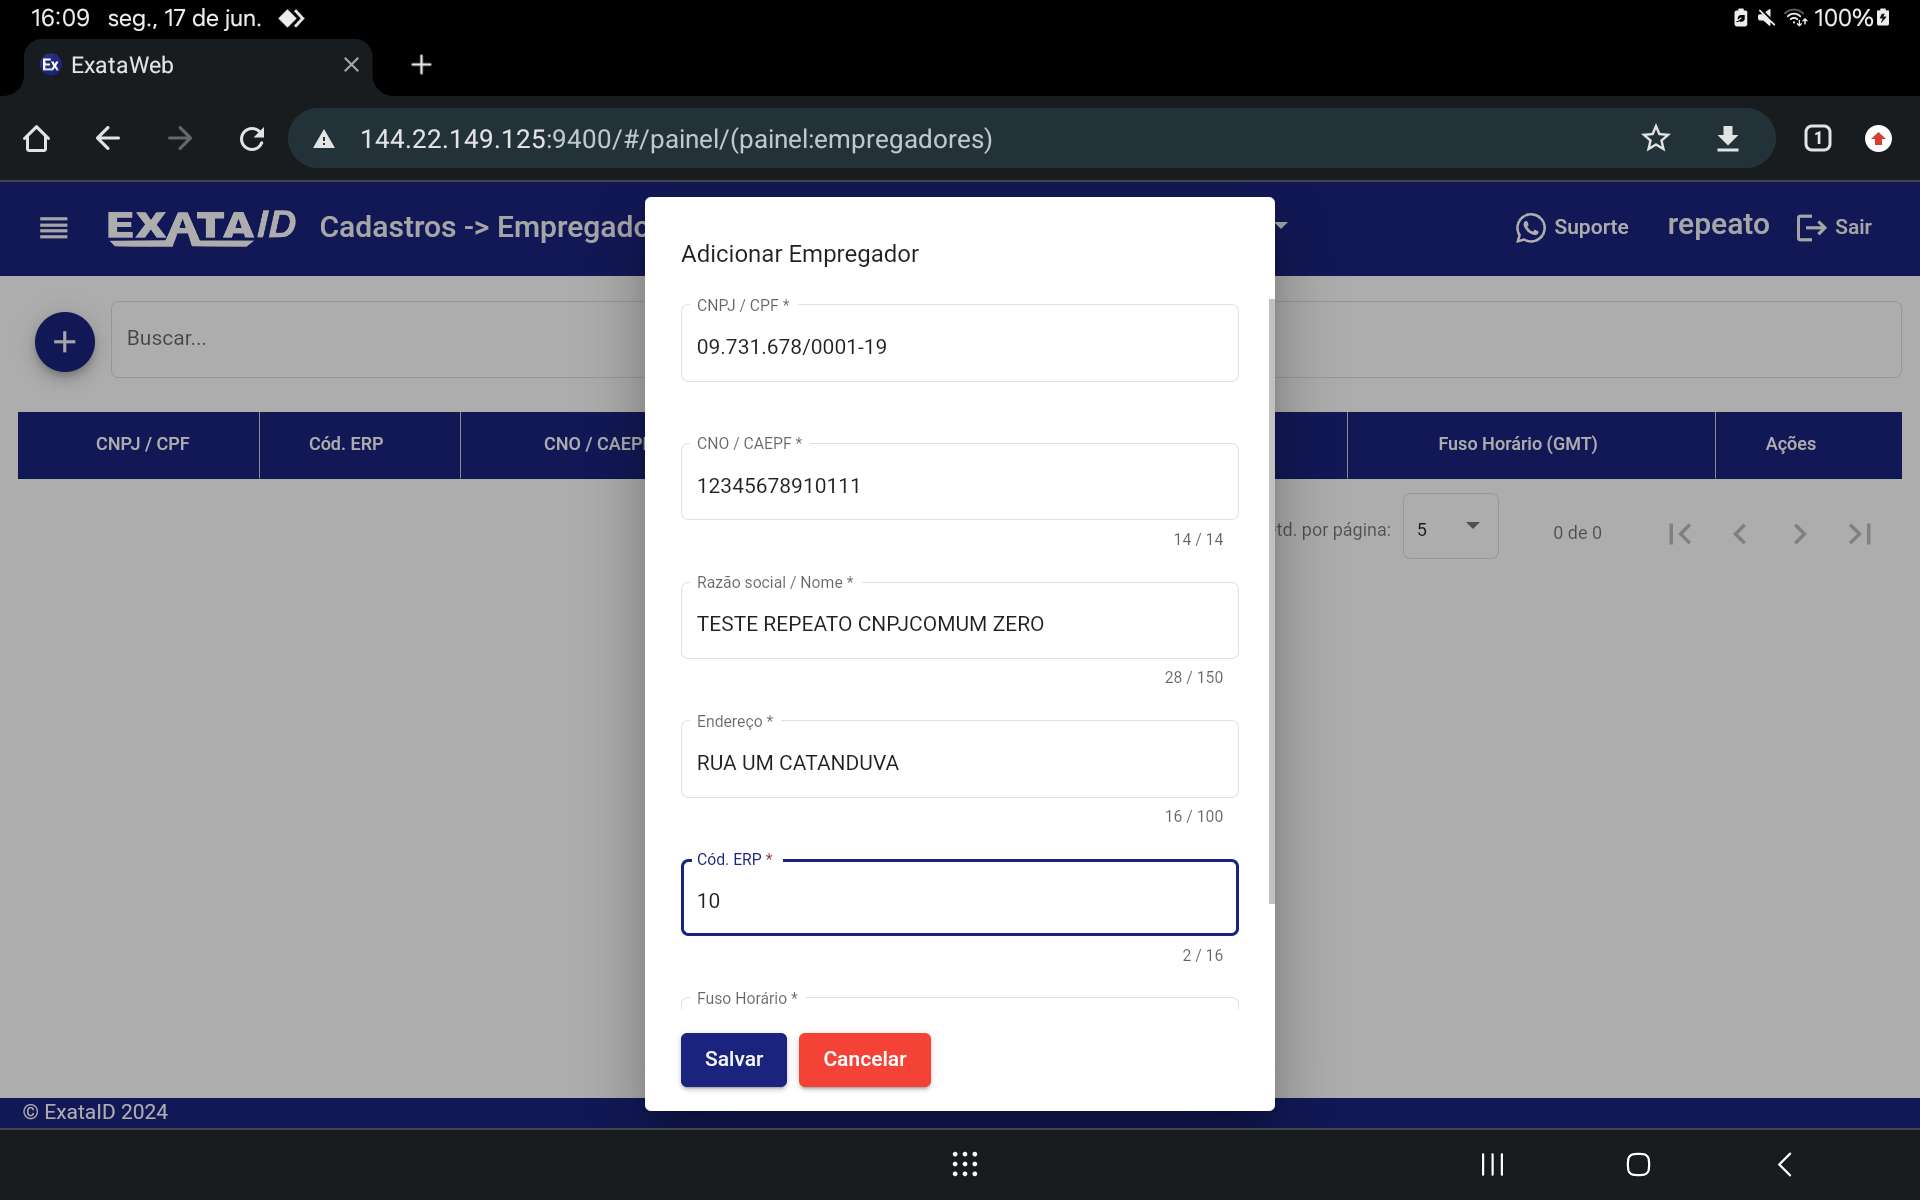 16:09 seg., 17 de jun. 100%
Ex ExataWeb
144.22.149.125:9400/#/painel/(painel:empregadores) 1
EXATAID Cadastros -> Empregado Suporte repeato Sair
Adicionar Empregador
CNPJ / CPF *
09.731.678/0001-19
Buscar...
CNPJ / CPF Cód. ERP CNO / CAEP Fuso Horário (GMT) Ações
CNO / CAEPF *
12345678910111
14 / 14
td. por página: 5 0 de 0
Razão social / Nome *
TESTE REPEATO CNPJCOMUM ZERO
28 / 150
Endereço *
RUA UM CATANDUVA
16 / 100
Cód. ERP *
10
2 / 16
Fuso Horário *
Salvar Cancelar
© ExataID 2024